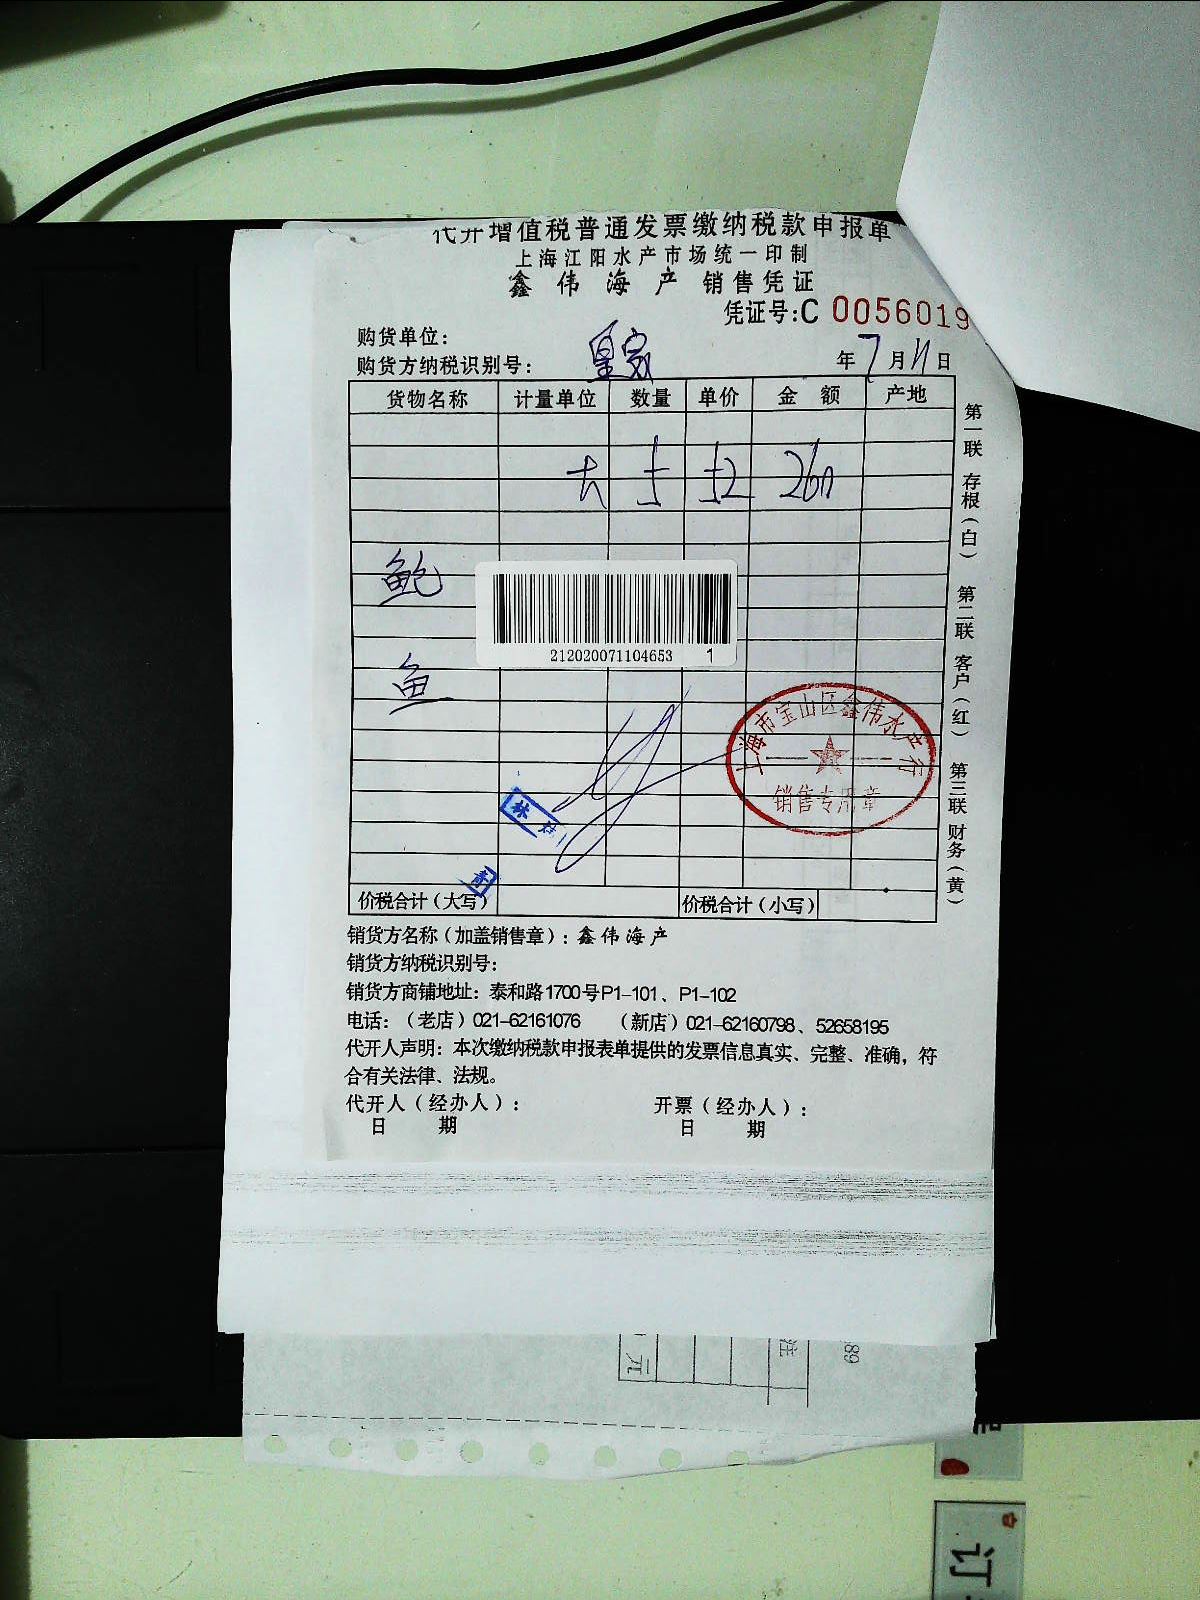 代开增值税普通发票缴纳税款申报单
上海江阳水产市场统一印制
鑫伟海产 销售凭证
凭证号:C 0056019
购货单位:
购货方纳税识别号: 皇家 年7月11日
货物名称 计量单位 数量 单价 金额 产地
大 260
鲍
212020071104653 1
鱼
上海市宝山区鑫伟水产行
销售专用章
林
价税合计(大写) 价税合计(小写)
第一联 存根(白) 第二联 客户(红) 第三联 财务(黄)
销货方名称(加盖销售章):鑫伟海产
销货方纳税识别号:
销货方商铺地址:泰和路1700号P1-101、P1-102
电话:(老店)021-62161076 (新店)021-62160798、52658195
代开人声明:本次缴纳税款申报表单提供的发票信息真实、完整、准确,符
合有关法律、法规。
代开人(经办人): 开票(经办人):
日 期 日 期
元 注 89
订